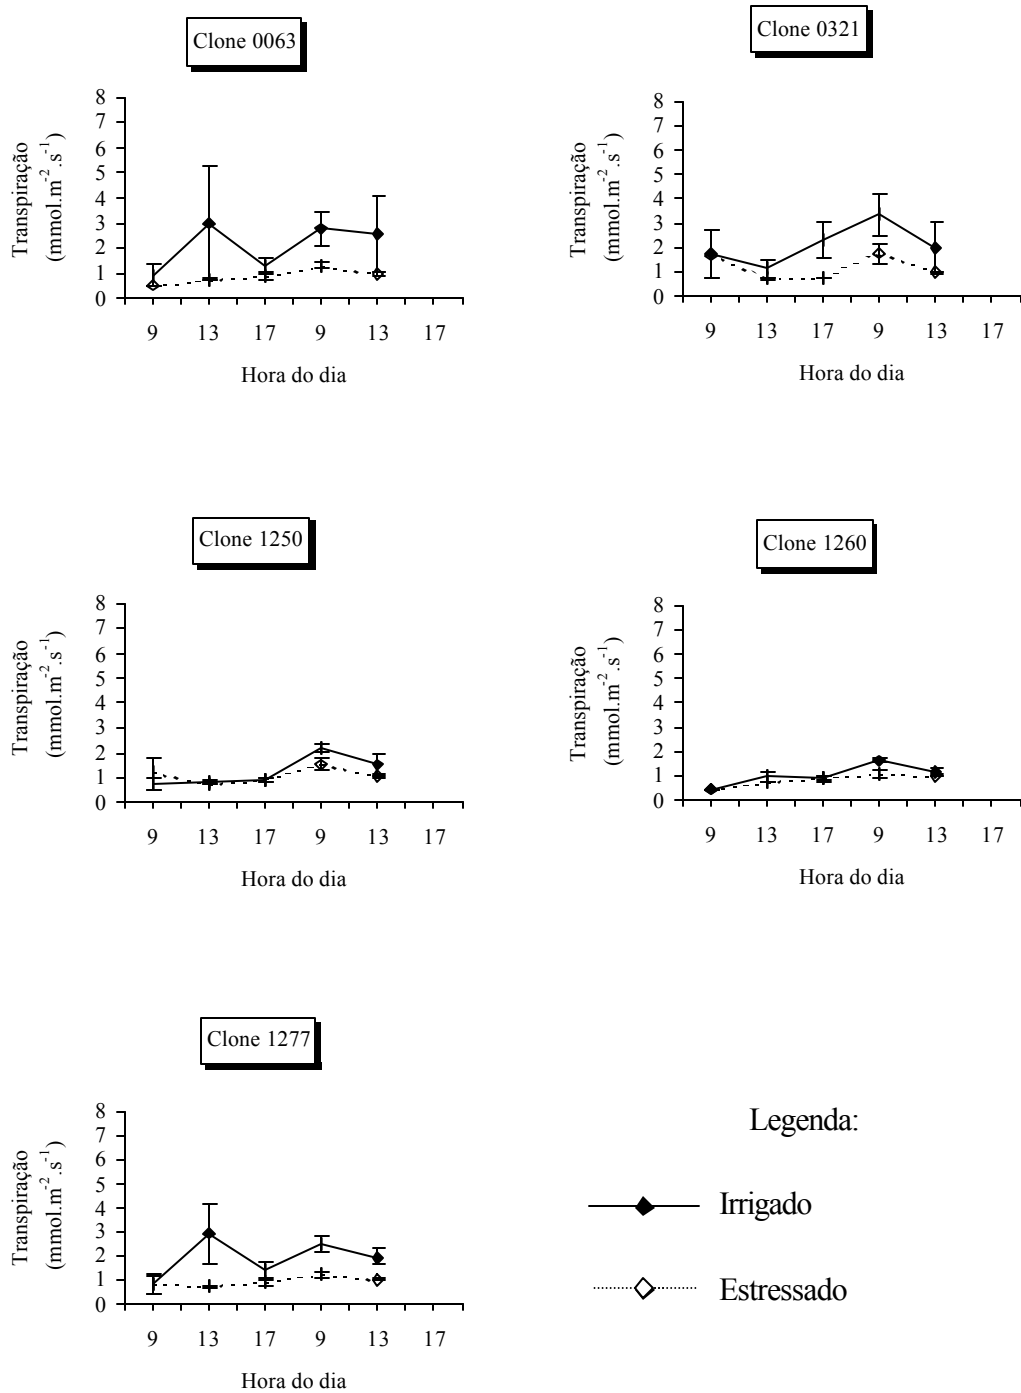 Clone 0063
Transpiração
(mmol.m-2.s-1)
8
7
6
5
4
3
2
1
0
9 13 17 9 13 17
Hora do dia
Clone 0321
Transpiração
(mmol.m-2.s-1)
8
7
6
5
4
3
2
1
0
9 13 17 9 13 17
Hora do dia
Clone 1250
Transpiração
(mmol.m-2.s-1)
8
7
6
5
4
3
2
1
0
9 13 17 9 13 17
Hora do dia
Clone 1260
Transpiração
(mmol.m-2.s-1)
8
7
6
5
4
3
2
1
0
9 13 17 9 13 17
Hora do dia
Clone 1277
Transpiração
(mmol.m-2.s-1)
8
7
6
5
4
3
2
1
0
9 13 17 9 13 17
Hora do dia
Legenda:
Irrigado
Estressado